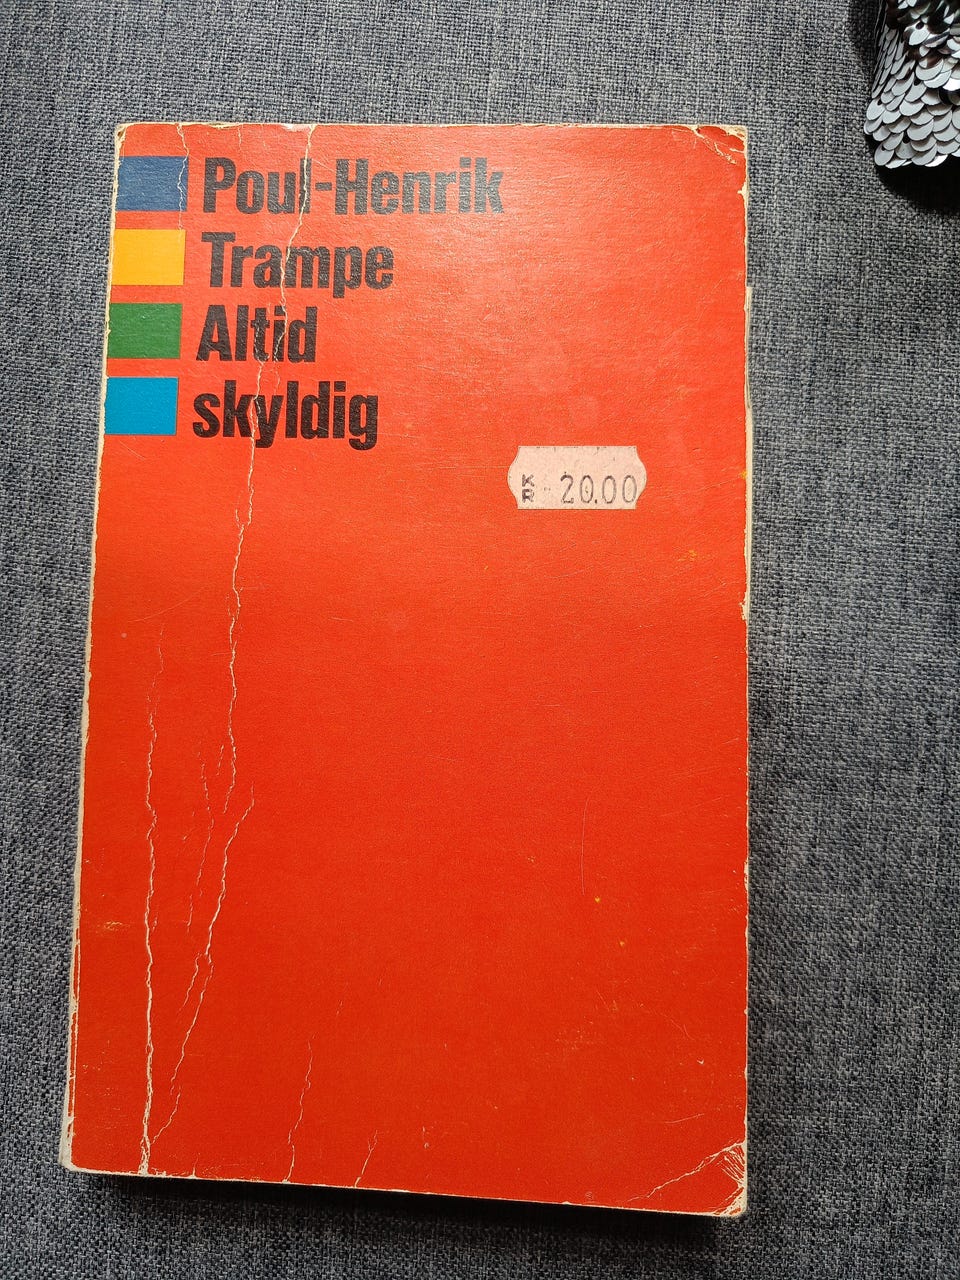 Poul-Henrik
Trampe
Altid
skyldig
KR 20.00